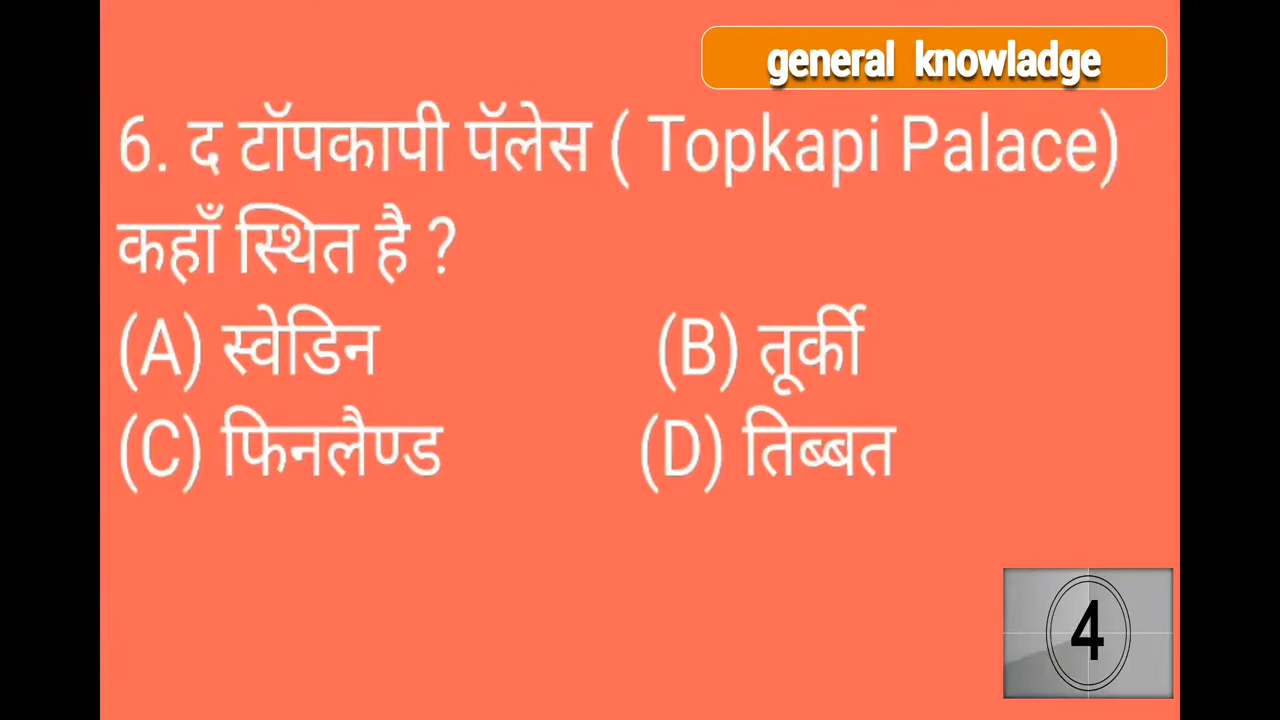 general knowladge
6. द टॉपकापी पॅलेस ( Topkapi Palace)
कहाँ स्थित है ?
(A) स्वेडिन (B) तूर्की
(C) फिनलैण्ड (D) तिब्बत
4